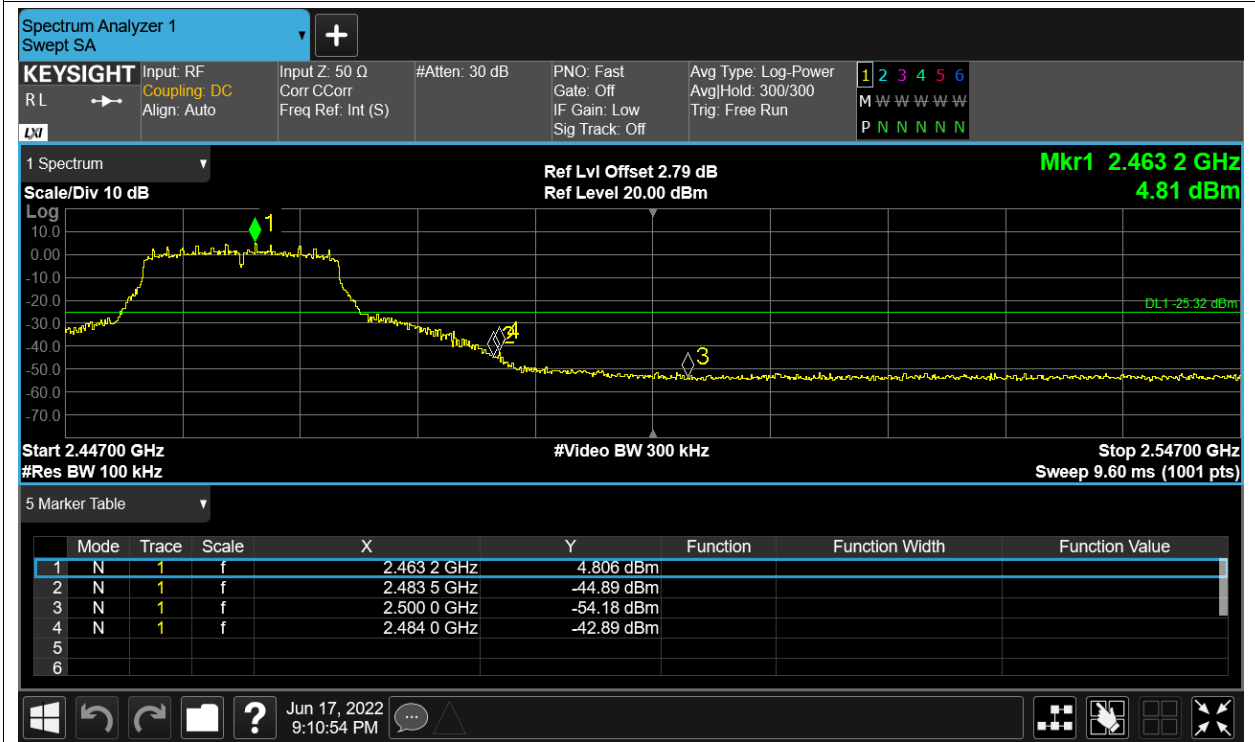 Spectrum Analyzer 1
Swept SA
KEYSIGHT
R L
LXI
Input: RF
Coupling: DC
Align: Auto
Input Z: 50 Ω
Corr CCorr
Freq Ref: Int (S)
#Atten: 30 dB
PNO: Fast
Gate: Off
IF Gain: Low
Sig Track: Off
Avg Type: Log-Power
Avg|Hold: 300/300
Trig: Free Run
1 2 3 4 5 6
M W W W W W
P N N N N N
1 Spectrum
Scale/Div 10 dB
Log
Ref Lvl Offset 2.79 dB
Ref Level 20.00 dBm
Mkr1 2.463 2 GHz
4.81 dBm
10.0
0.00
-10.0
-20.0
-30.0
-40.0
-50.0
-60.0
-70.0
1
DL1 -25.32 dBm
3
Start 2.44700 GHz
#Res BW 100 kHz
#Video BW 300 kHz
Stop 2.54700 GHz
Sweep 9.60 ms (1001 pts)
5 Marker Table
Mode Trace Scale X Y Function Function Width Function Value
1 N 1 f 2.463 2 GHz 4.806 dBm
2 N 1 f 2.483 5 GHz -44.89 dBm
3 N 1 f 2.500 0 GHz -54.18 dBm
4 N 1 f 2.484 0 GHz -42.89 dBm
5
6
?
Jun 17, 2022
9:10:54 PM